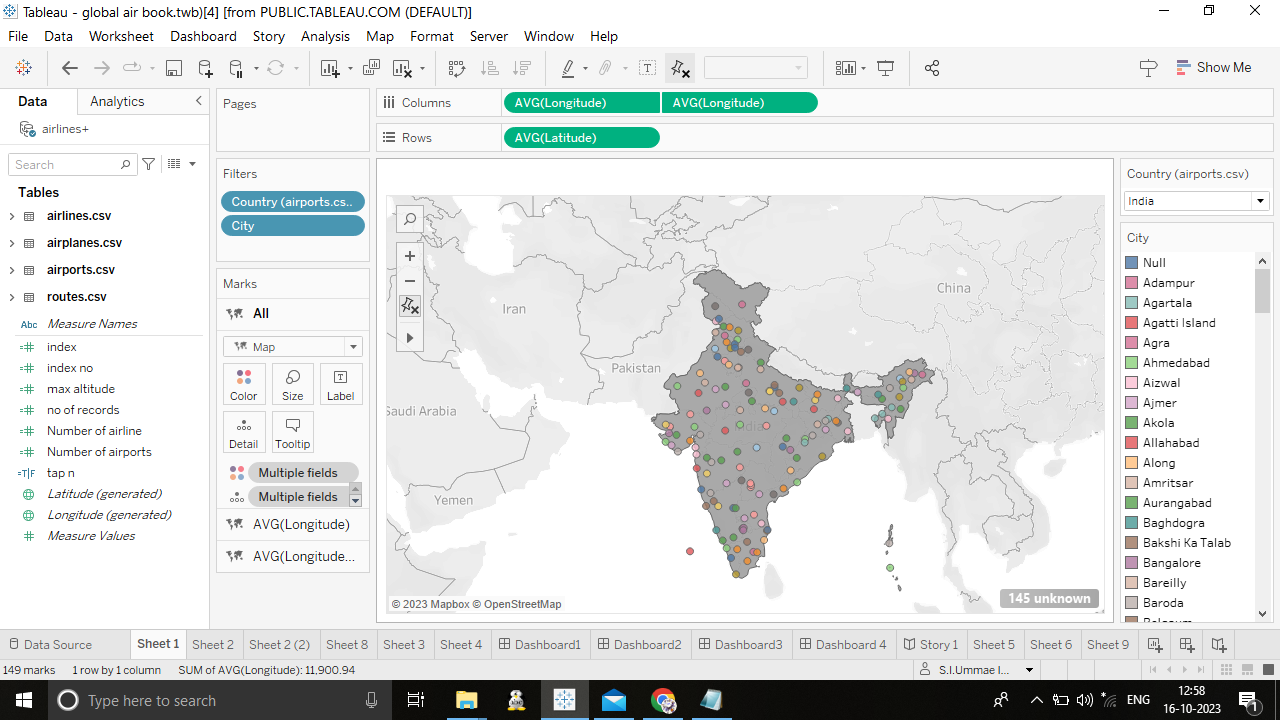 Tableau - global air book.twb)[4] [from PUBLIC.TABLEAU.COM (DEFAULT)]
File Data Worksheet Dashboard Story Analysis Map Format Server Window Help
Show Me
Data Analytics
airlines+
Search
Tables
airlines.csv
airplanes.csv
airports.csv
routes.csv
Abc Measure Names
index
index no
max altitude
no of records
Number of airline
Number of airports
T|F tap n
Latitude (generated)
Longitude (generated)
Measure Values
Pages
Filters
Country (airports.cs..
City
Marks
All
Map
Color Size Label
Detail Tooltip
Multiple fields
Multiple fields
AVG(Longitude)
AVG(Longitude...
Columns AVG(Longitude) AVG(Longitude)
Rows AVG(Latitude)
Iran
China
Pakistan
Saudi Arabia
India
Yemen
© 2023 Mapbox © OpenStreetMap
145 unknown
Country (airports.csv)
India
City
Null
Adampur
Agartala
Agatti Island
Agra
Ahmedabad
Aizwal
Ajmer
Akola
Allahabad
Along
Amritsar
Aurangabad
Baghdogra
Bakshi Ka Talab
Bangalore
Bareilly
Baroda
Belgaum
Data Source Sheet 1 Sheet 2 Sheet 2 (2) Sheet 8 Sheet 3 Sheet 4 Dashboard1 Dashboard2 Dashboard3 Dashboard 4 Story 1 Sheet 5 Sheet 6 Sheet 9
149 marks 1 row by 1 column SUM of AVG(Longitude): 11,900.94 S.I.Ummae I...
Type here to search
ENG
12:58
16-10-2023
1